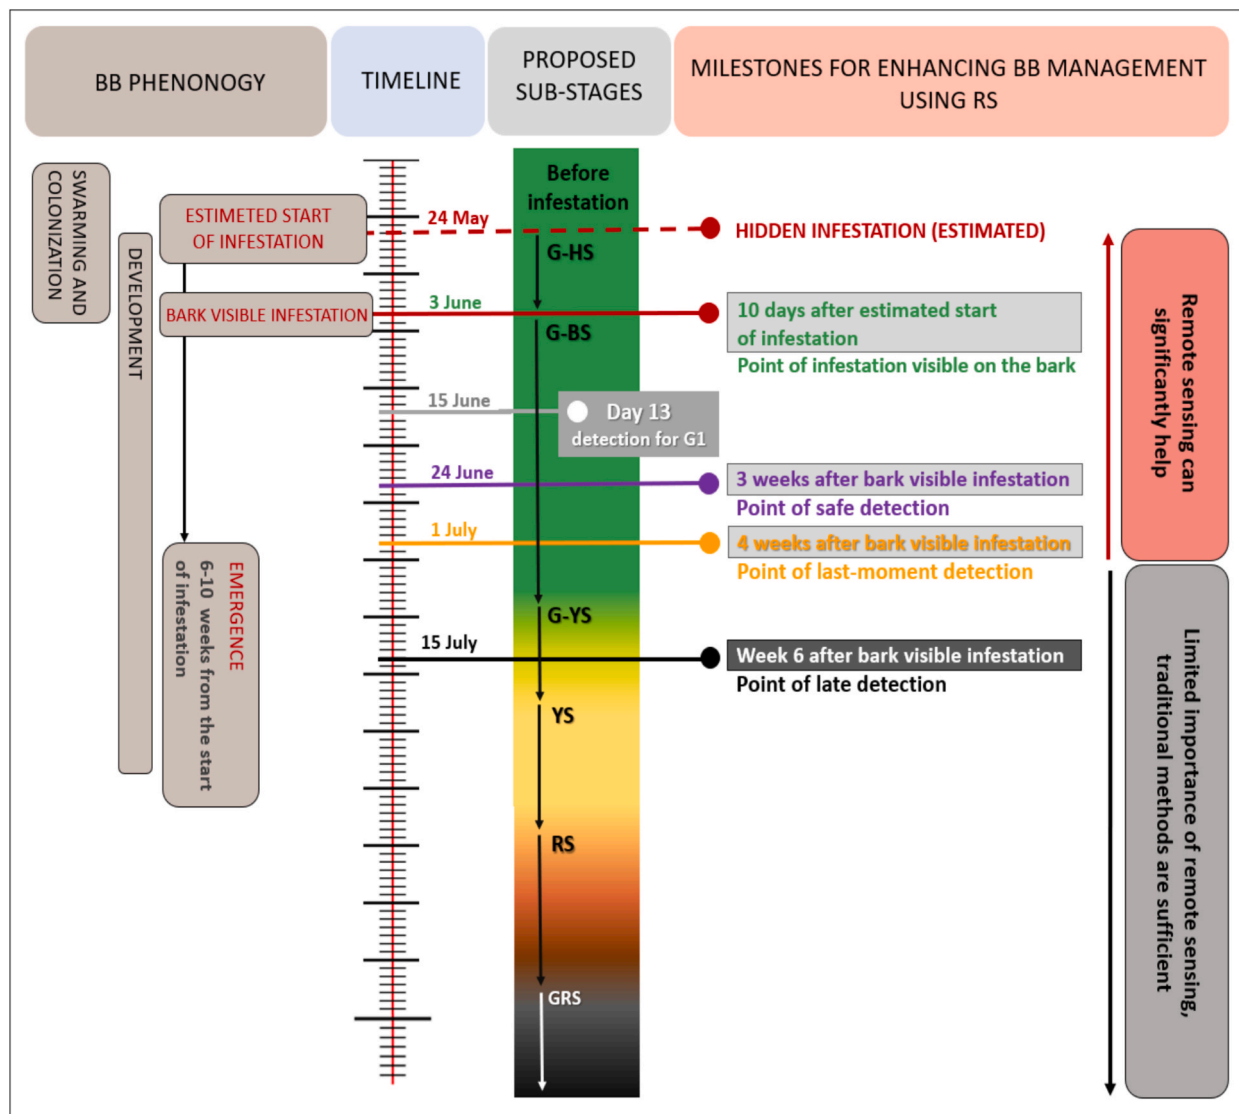 BB PHENONOGY
TIMELINE
PROPOSED
SUB-STAGES
MILESTONES FOR ENHANCING BB MANAGEMENT
USING RS
SWARMING AND
COLONIZATION
DEVELOPMENT
ESTIMETED START
OF INFESTATION
BARK VISIBLE INFESTATION
EMERGENCE
6-10 weeks from the start
of infestation
24 May
3 June
15 June
24 June
1 July
15 July
Before
infestation
G-HS
G-BS
Day 13
detection for G1
G-YS
YS
RS
GRS
HIDDEN INFESTATION (ESTIMATED)
10 days after estimated start
of infestation
Point of infestation visible on the bark
3 weeks after bark visible infestation
Point of safe detection
4 weeks after bark visible infestation
Point of last-moment detection
Week 6 after bark visible infestation
Point of late detection
Remote sensing can
significantly help
Limited importance of remote sensing,
traditional methods are sufficient